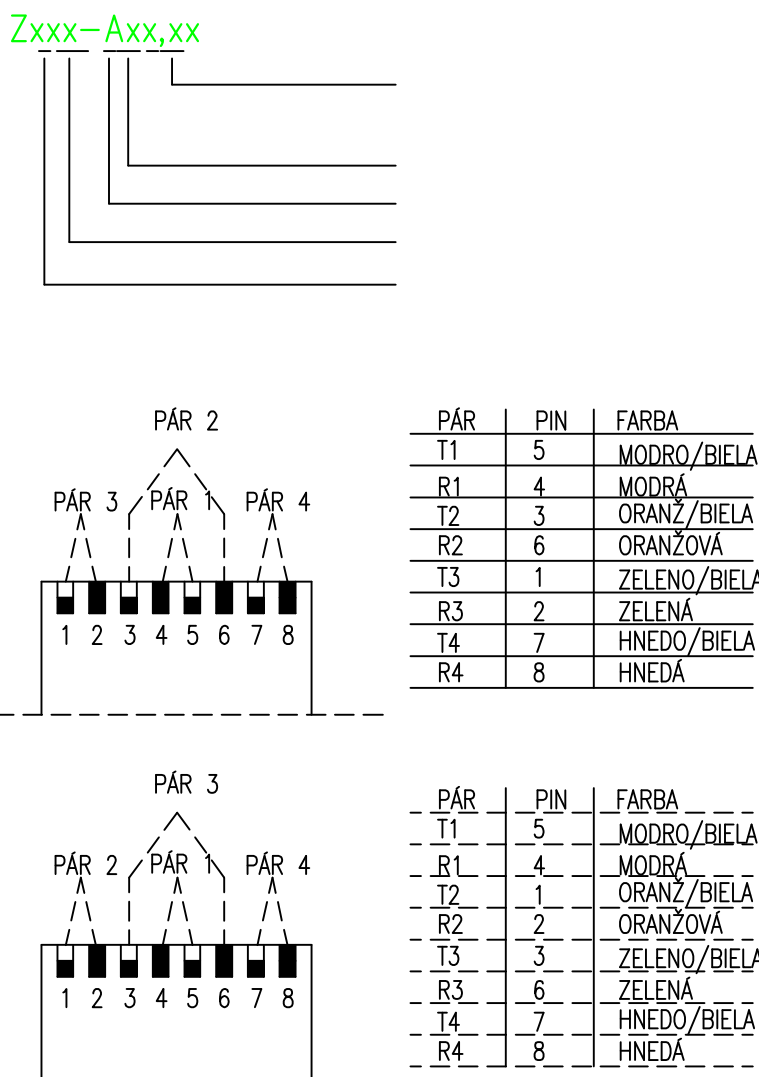 Zxxx-Axx,xx
PÁR 2
PÁR 3 PÁR 1 PÁR 4
1 2 3 4 5 6 7 8
PÁR PIN FARBA
T1 5 MODRO/BIELA
R1 4 MODRÁ
T2 3 ORANŽ/BIELA
R2 6 ORANŽOVÁ
T3 1 ZELENO/BIELA
R3 2 ZELENÁ
T4 7 HNEDO/BIELA
R4 8 HNEDÁ
PÁR 3
PÁR 2 PÁR 1 PÁR 4
1 2 3 4 5 6 7 8
PÁR PIN FARBA
T1 5 MODRO/BIELA
R1 4 MODRÁ
T2 1 ORANŽ/BIELA
R2 2 ORANŽOVÁ
T3 3 ZELENO/BIELA
R3 6 ZELENÁ
T4 7 HNEDO/BIELA
R4 8 HNEDÁ